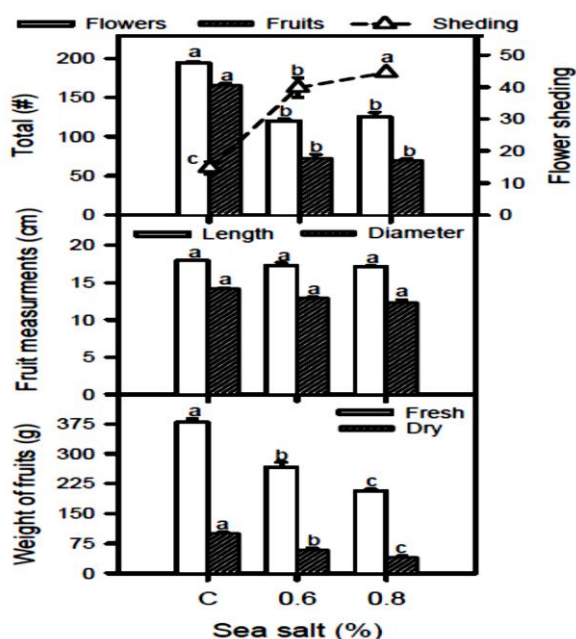 Flowers Fruits Sheding
Total (#)
200
150
100
50
0
a
a
c
b
b
b
b
b
a
50
40
30
20
10
0
Flower sheding
Fruit measurments (cm)
Length Diameter
20
15
10
5
0
a
a
a
a
a
a
Weight of fruits (g)
Fresh
Dry
375
300
225
150
75
0
a
a
b
b
c
c
C 0.6 0.8
Sea salt (%)